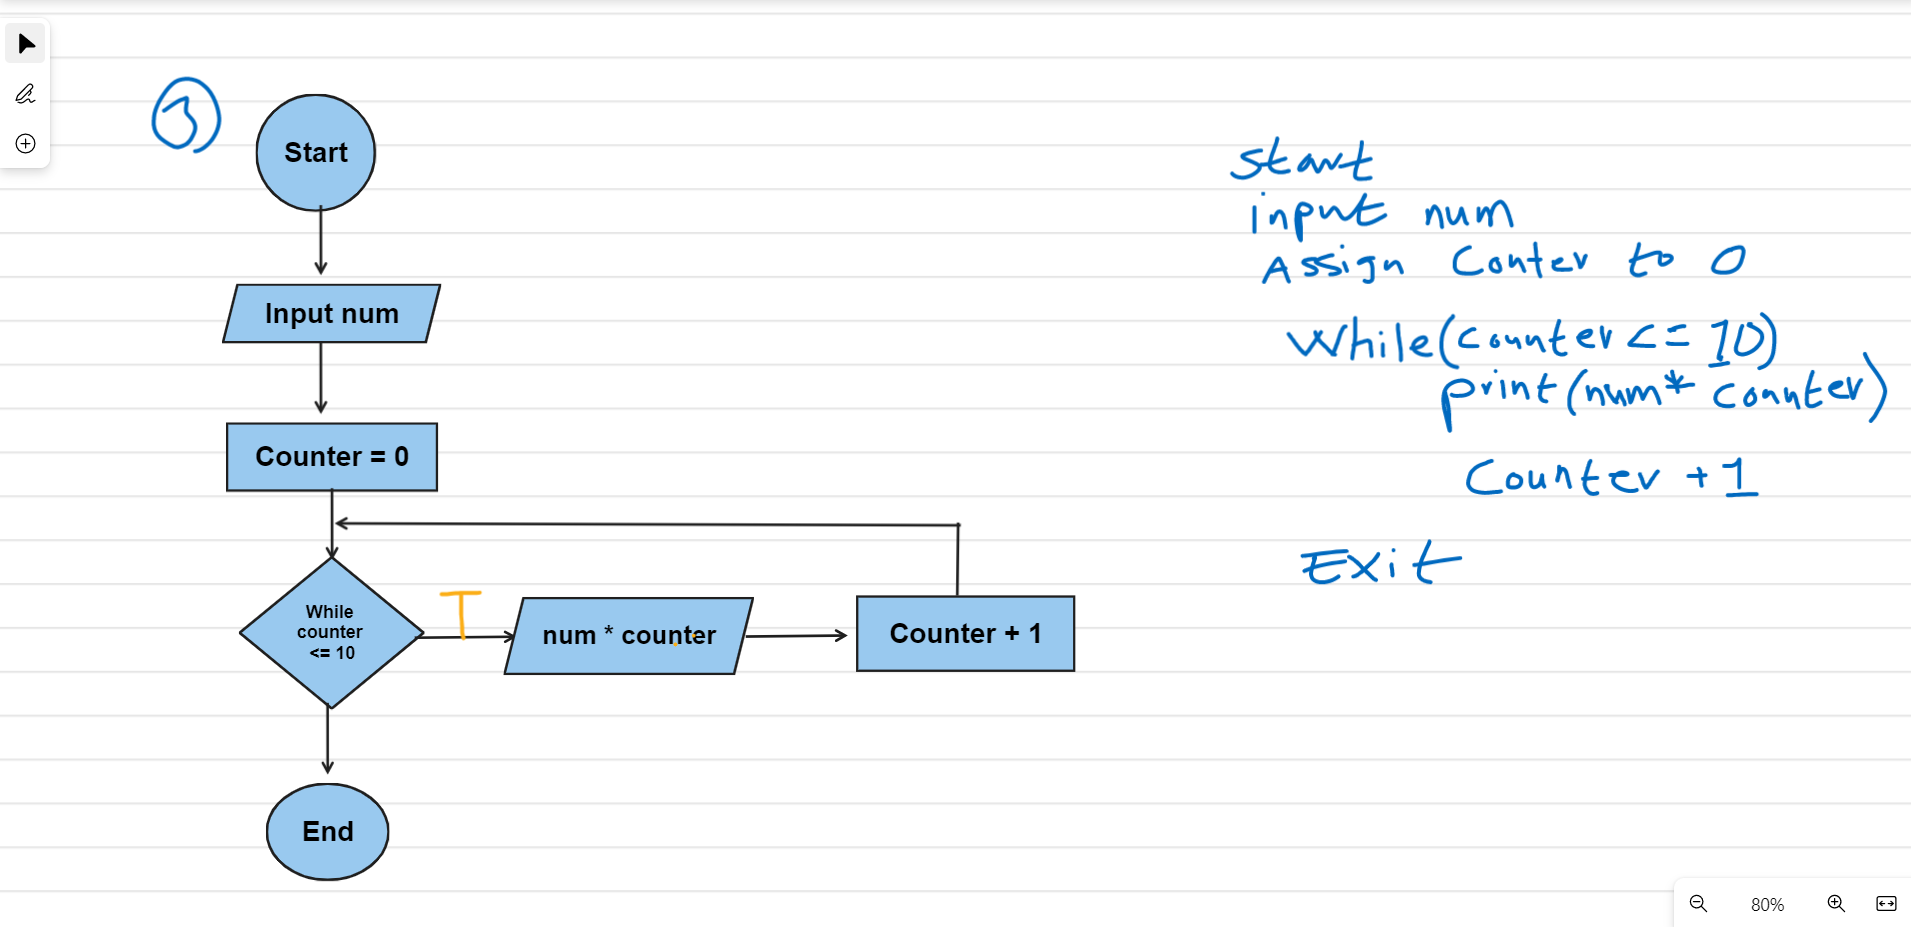 3
Start
Input num
Counter = 0
While
counter
<= 10
T
num * counter
Counter + 1
End
start
input num
Assign Conter to 0
While(counter <= 10)
print(num* counter)
Counter +1
Exit
80%